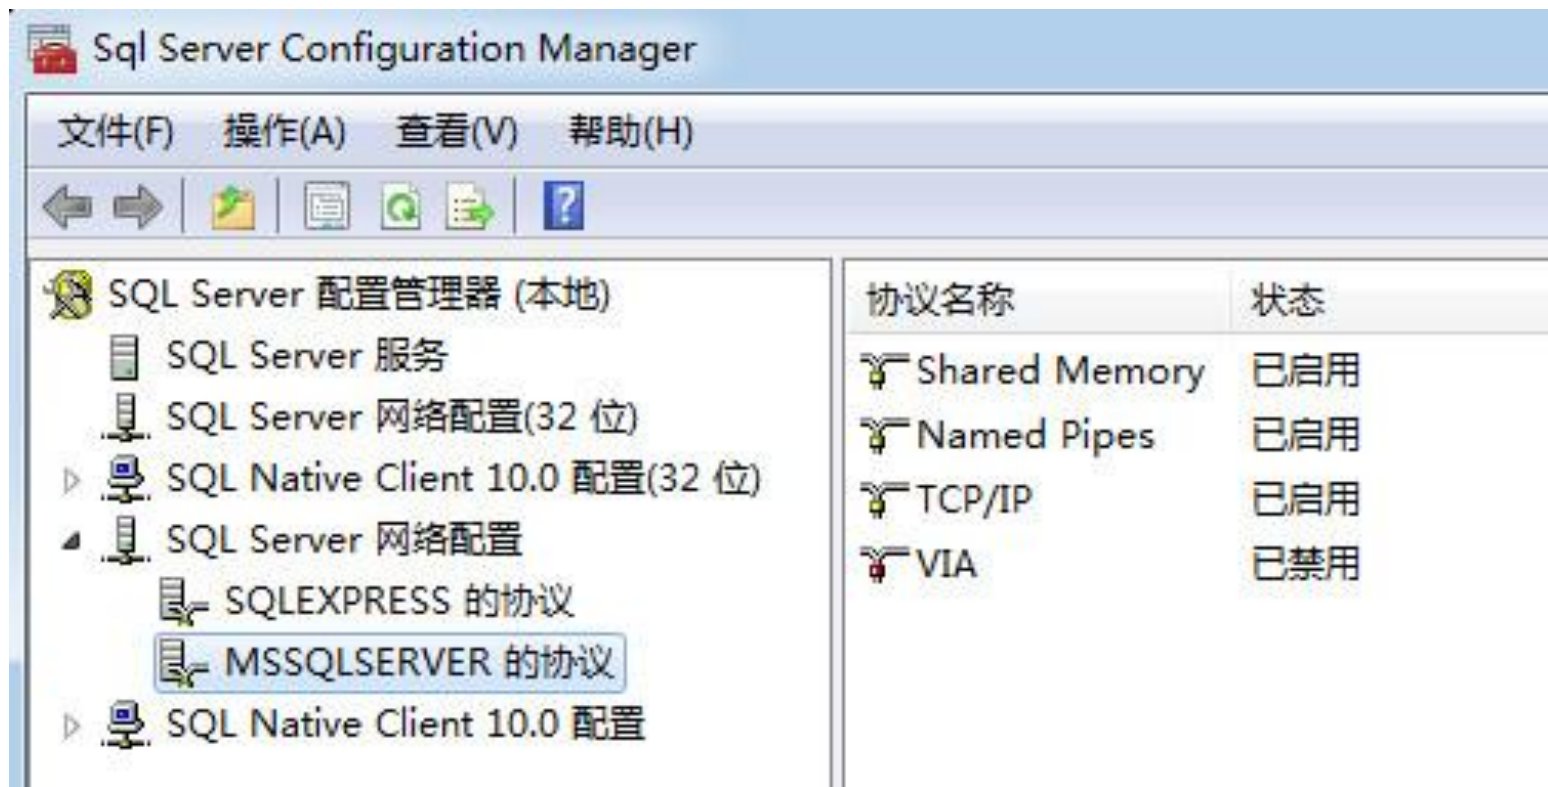 Sql Server Configuration Manager
文件(F) 操作(A) 查看(V) 帮助(H)
SQL Server 配置管理器 (本地)
SQL Server 服务
SQL Server 网络配置(32 位)
SQL Native Client 10.0 配置(32 位)
SQL Server 网络配置
SQLEXPRESS 的协议
MSSQLSERVER 的协议
SQL Native Client 10.0 配置
协议名称 状态
Shared Memory 已启用
Named Pipes 已启用
TCP/IP 已启用
VIA 已禁用